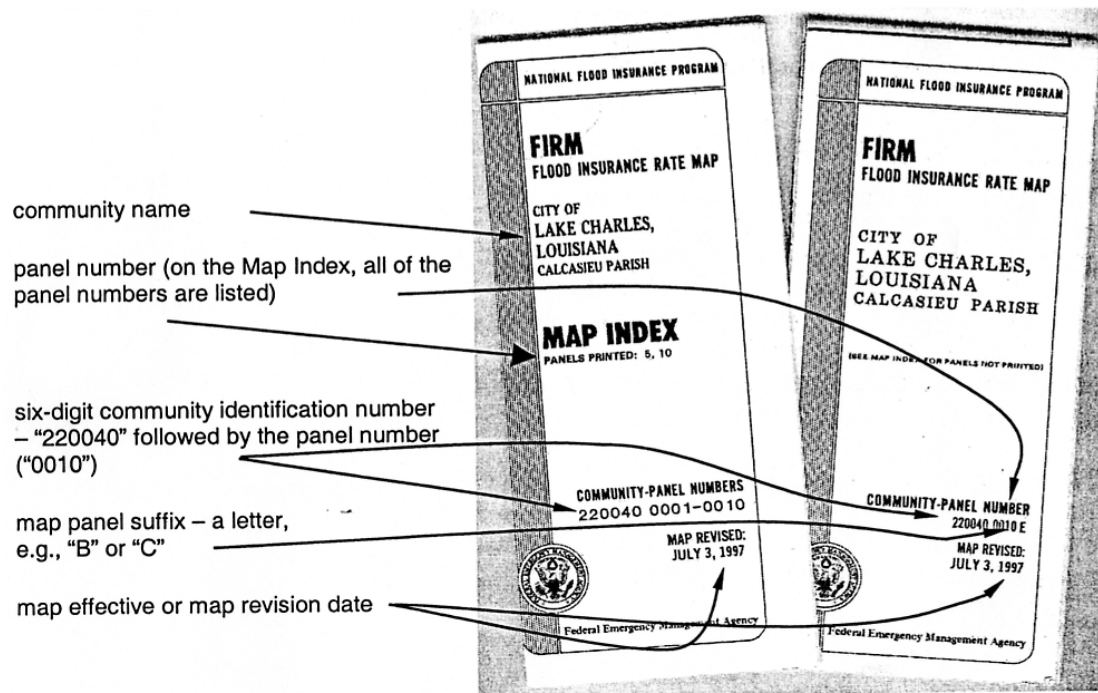 community name
panel number (on the Map Index, all of the
panel numbers are listed)
six-digit community identification number
– “220040” followed by the panel number
(“0010”)
map panel suffix – a letter,
e.g., “B” or “C”
map effective or map revision date
NATIONAL FLOOD INSURANCE PROGRAM
FIRM
FLOOD INSURANCE RATE MAP
CITY OF
LAKE CHARLES,
LOUISIANA
CALCASIEU PARISH
MAP INDEX
PANELS PRINTED: 5, 10
COMMUNITY-PANEL NUMBERS
220040 0001-0010
MAP REVISED:
JULY 3, 1997
Federal Emergency Management Agency
NATIONAL FLOOD INSURANCE PROGRAM
FIRM
FLOOD INSURANCE RATE MAP
CITY OF
LAKE CHARLES,
LOUISIANA
CALCASIEU PARISH
(SEE MAP INDEX FOR PANELS NOT PRINTED)
COMMUNITY-PANEL NUMBER
220040 0010 E
MAP REVISED:
JULY 3, 1997
Federal Emergency Management Agency